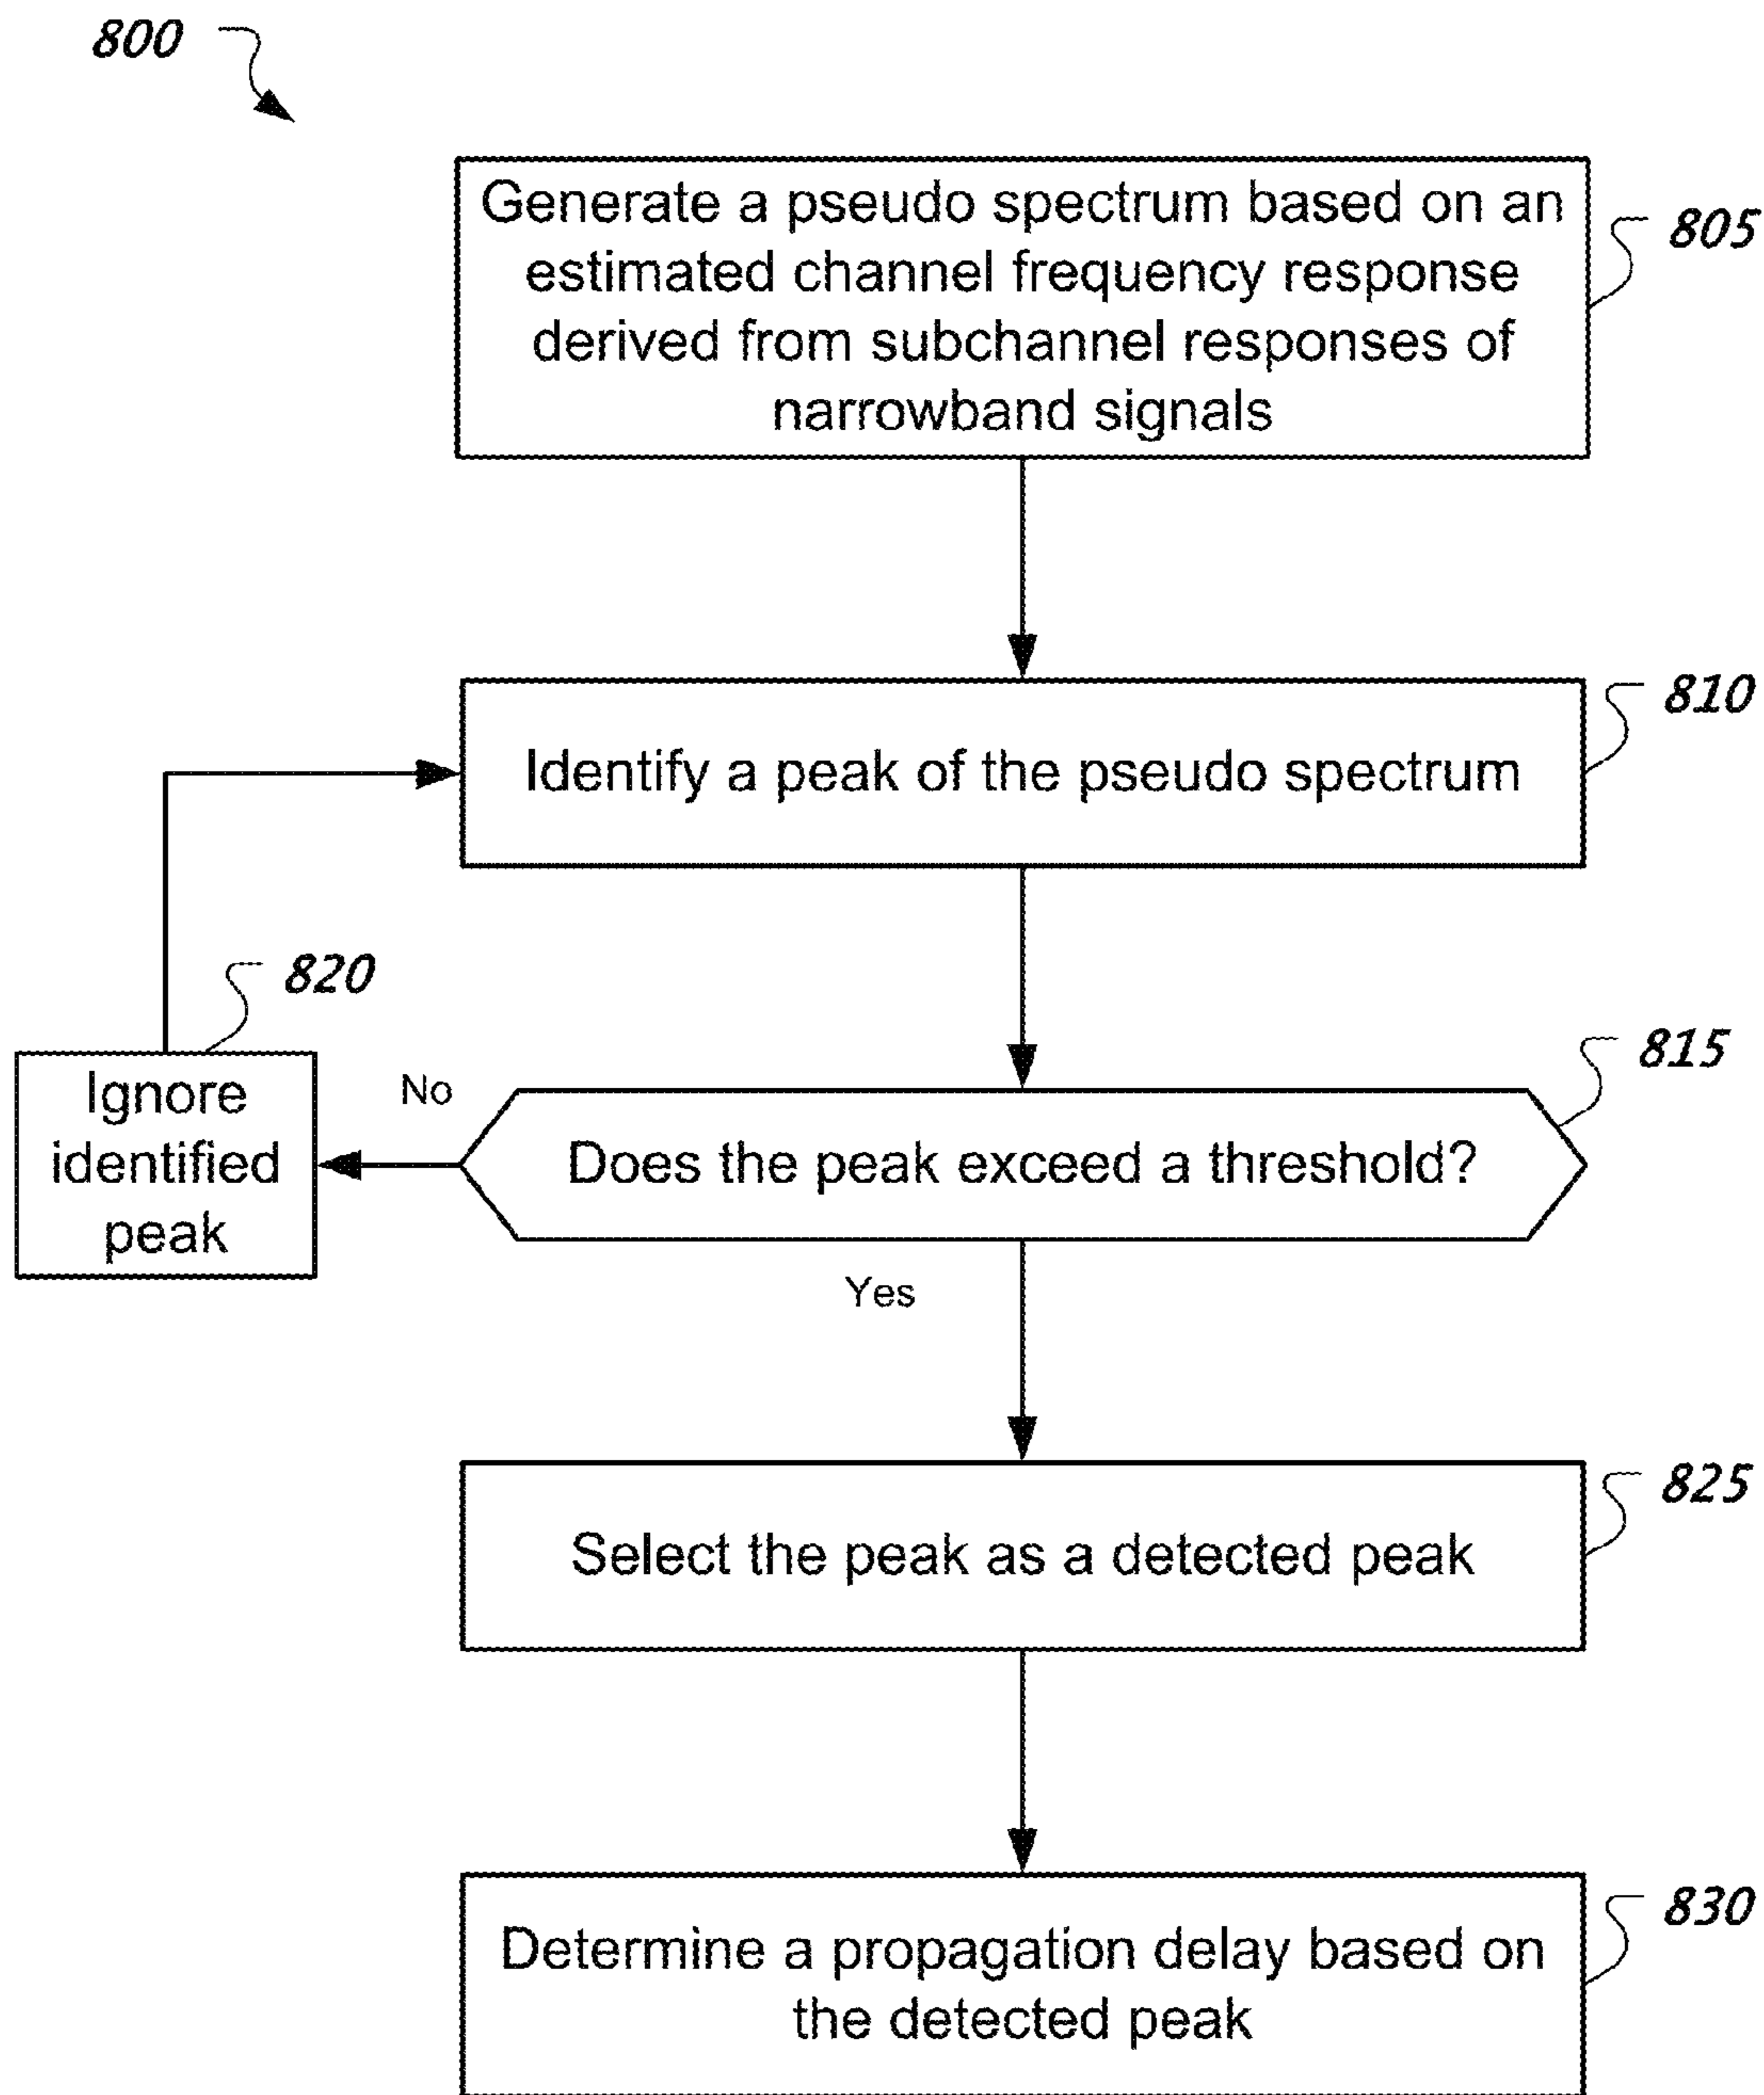 800
Generate a pseudo spectrum based on an
estimated channel frequency response
derived from subchannel responses of
narrowband signals
805
810
Identify a peak of the pseudo spectrum
820
815
Ignore
identified
peak
No
Does the peak exceed a threshold?
Yes
825
Select the peak as a detected peak
830
Determine a propagation delay based on
the detected peak